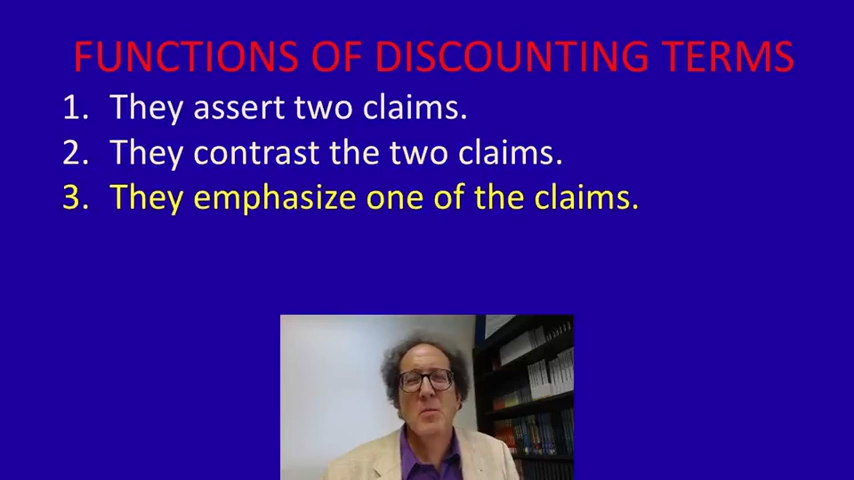 FUNCTIONS OF DISCOUNTING TERMS
1. They assert two claims.
2. They contrast the two claims.
3. They emphasize one of the claims.